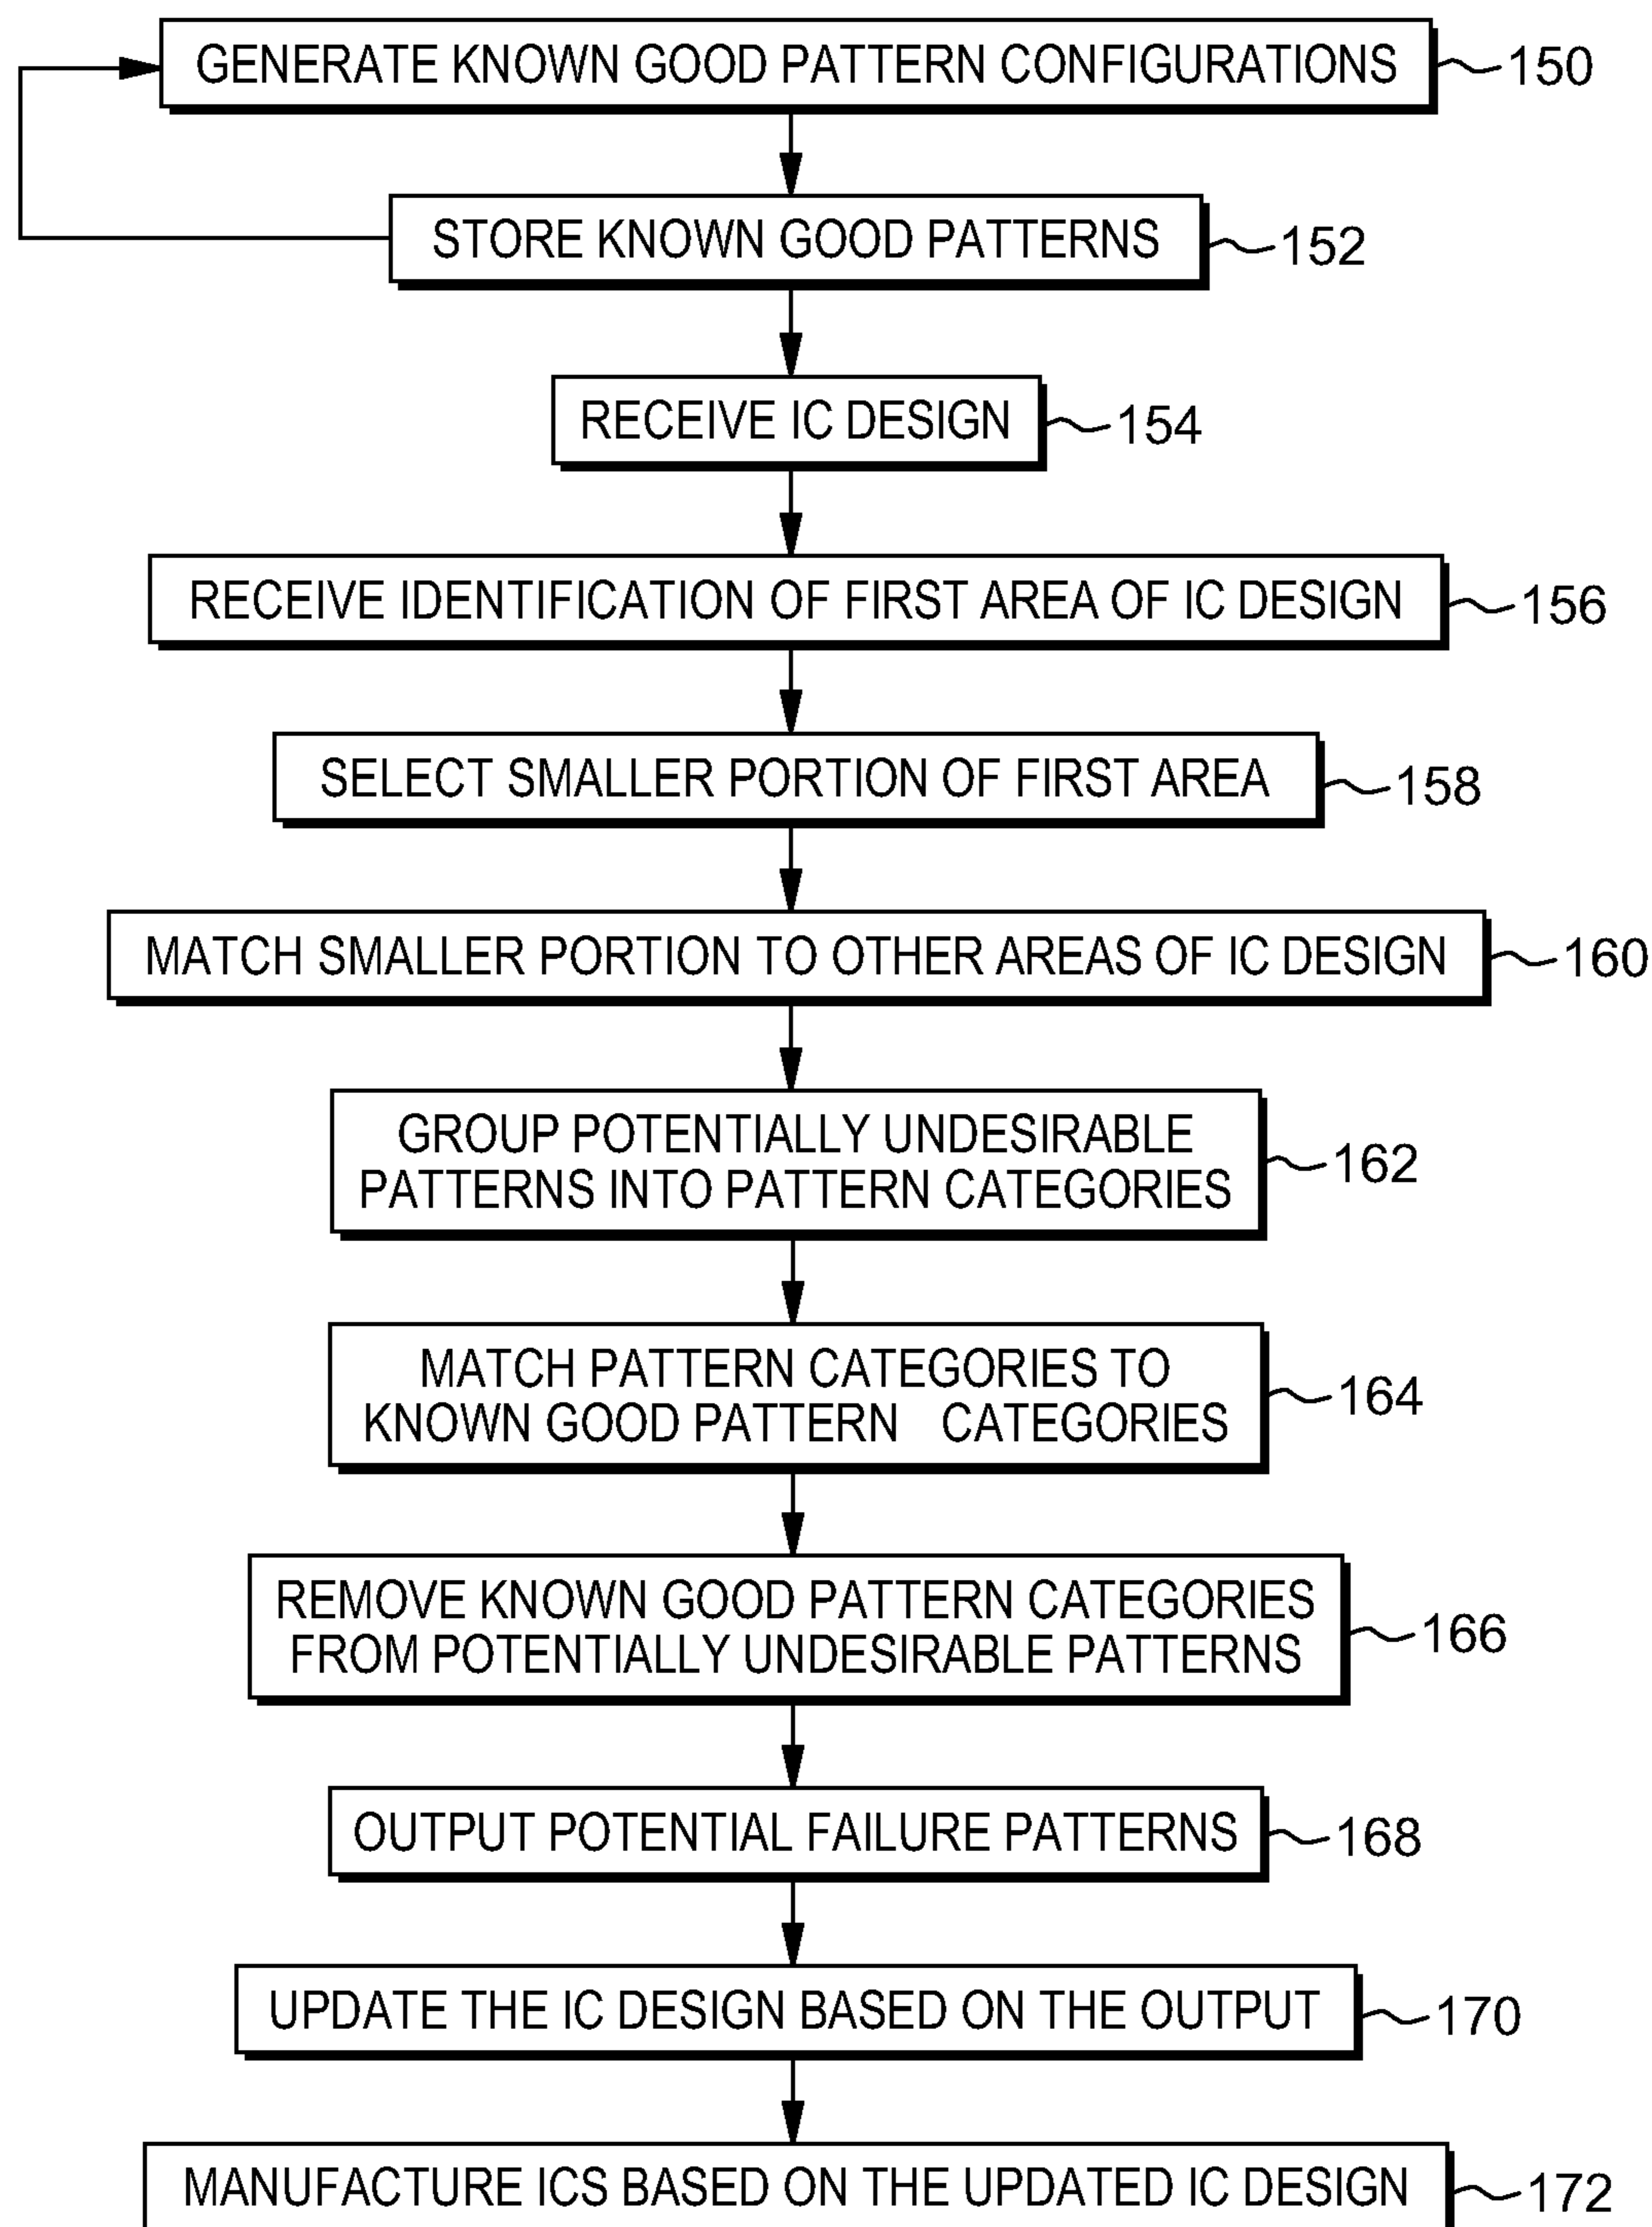 GENERATE KNOWN GOOD PATTERN CONFIGURATIONS
150
STORE KNOWN GOOD PATTERNS
152
RECEIVE IC DESIGN
154
RECEIVE IDENTIFICATION OF FIRST AREA OF IC DESIGN
156
SELECT SMALLER PORTION OF FIRST AREA
158
MATCH SMALLER PORTION TO OTHER AREAS OF IC DESIGN
160
GROUP POTENTIALLY UNDESIRABLE
PATTERNS INTO PATTERN CATEGORIES
162
MATCH PATTERN CATEGORIES TO
KNOWN GOOD PATTERN CATEGORIES
164
REMOVE KNOWN GOOD PATTERN CATEGORIES
FROM POTENTIALLY UNDESIRABLE PATTERNS
166
OUTPUT POTENTIAL FAILURE PATTERNS
168
UPDATE THE IC DESIGN BASED ON THE OUTPUT
170
MANUFACTURE ICS BASED ON THE UPDATED IC DESIGN
172